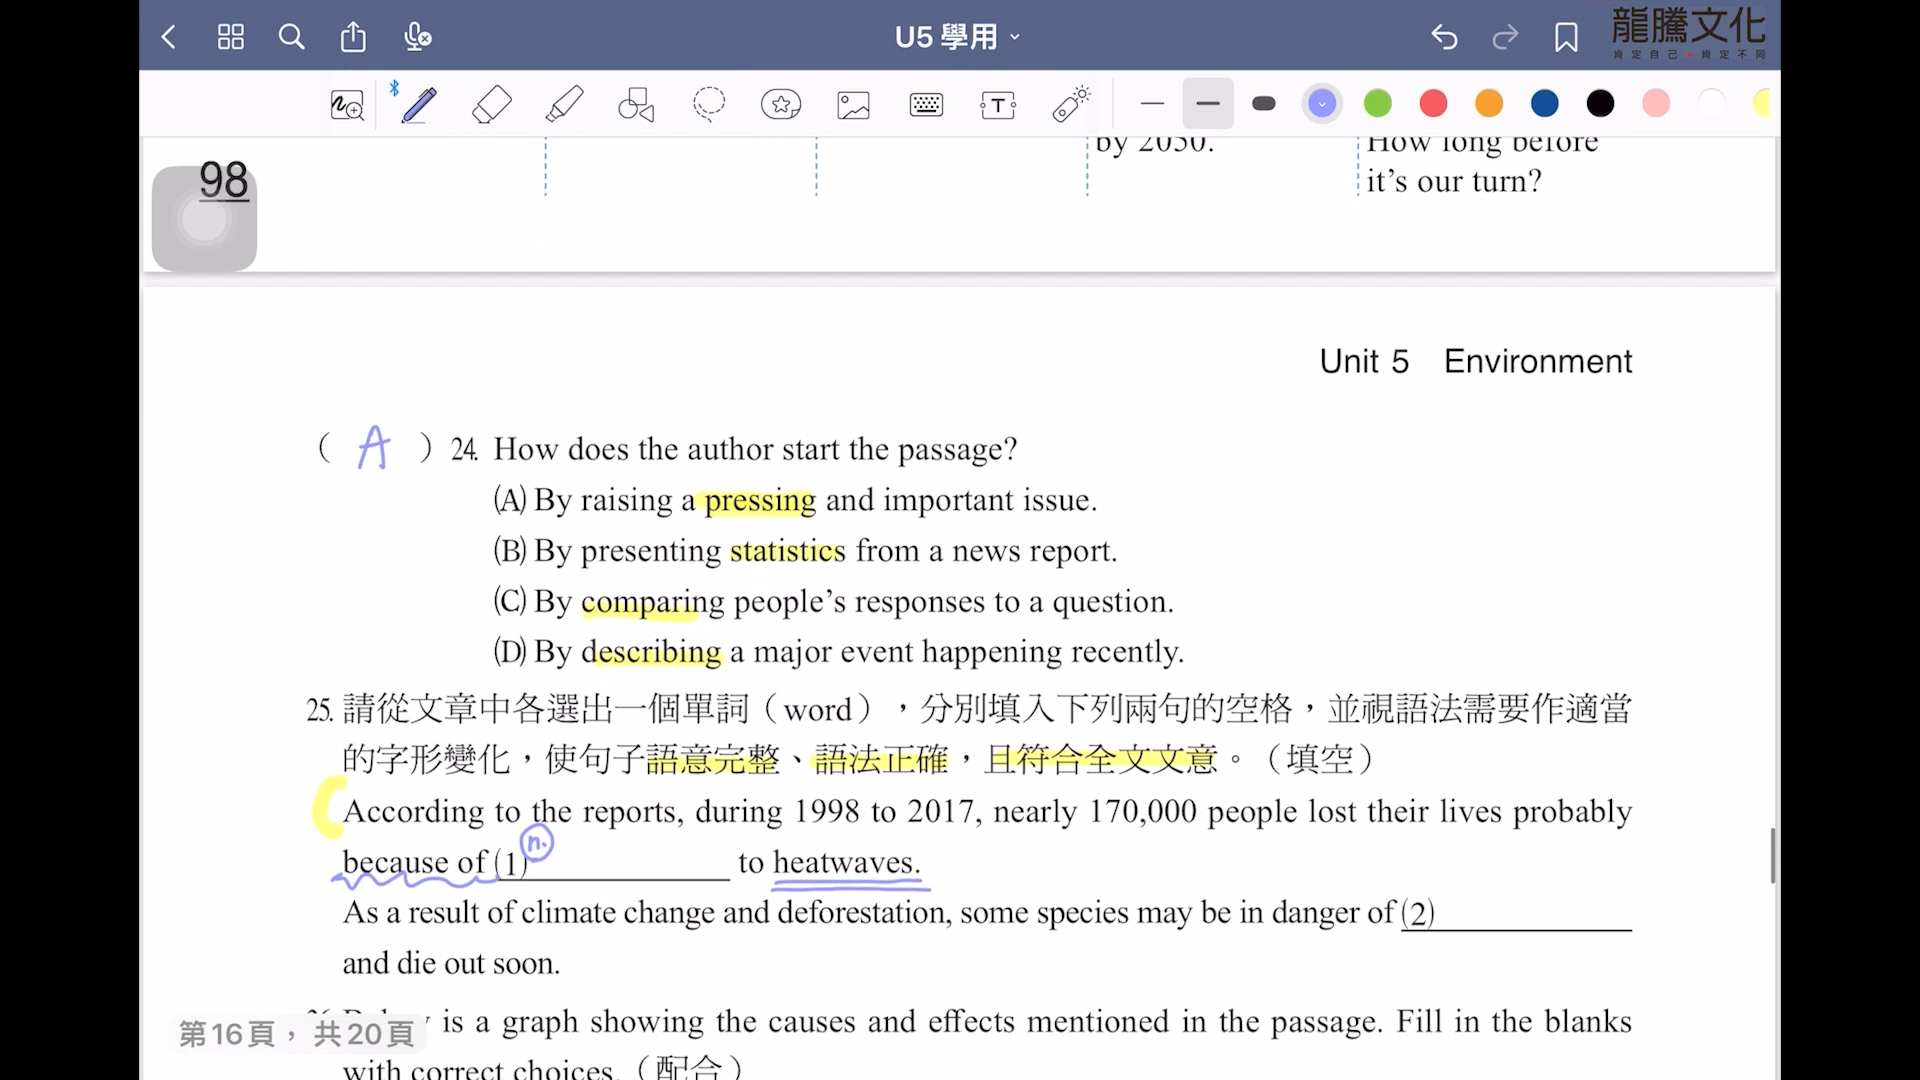 U5 學用
龍騰文化
肯定自己・肯定不同
by 2050.
How long before
it's our turn?
98
Unit 5 Environment
( A ) 24. How does the author start the passage?
(A) By raising a pressing and important issue.
(B) By presenting statistics from a news report.
(C) By comparing people's responses to a question.
(D) By describing a major event happening recently.
25. 請從文章中各選出一個單詞（word），分別填入下列兩句的空格，並視語法需要作適當
的字形變化，使句子語意完整、語法正確，且符合全文文意。（填空）
According to the reports, during 1998 to 2017, nearly 170,000 people lost their lives probably
n.
because of (1)____________ to heatwaves.
As a result of climate change and deforestation, some species may be in danger of (2)____________
and die out soon.
is a graph showing the causes and effects mentioned in the passage. Fill in the blanks
with correct choices.（配合）
第16頁，共20頁